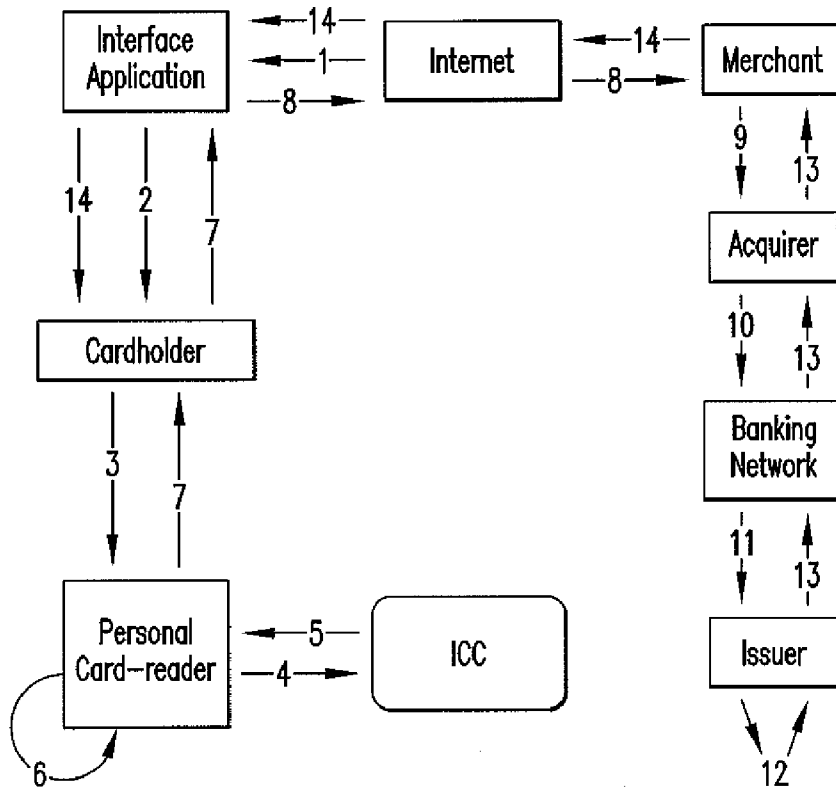 14
14
Interface
Application
1
Internet
Merchant
8
8
9
13
14
2
7
Acquirer
10
13
Cardholder
3
7
Banking
Network
11
13
Personal
Card-reader
5
4
ICC
Issuer
6
12